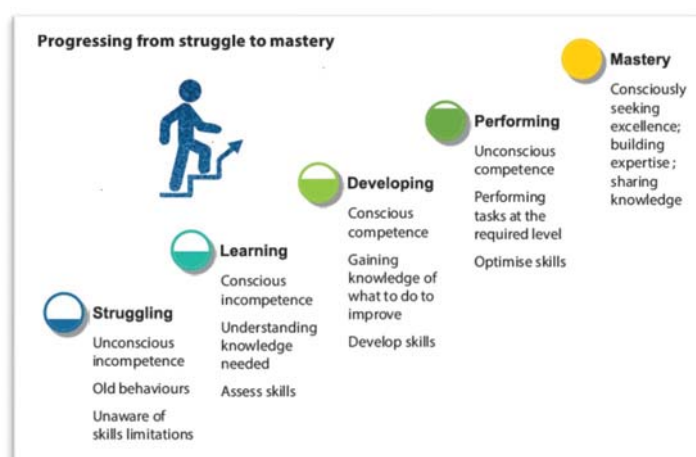 Progressing from struggle to mastery
Mastery
Consciously
seeking
excellence;
building
expertise;
sharing
knowledge
Performing
Unconscious
competence
Performing
tasks at the
required level
Optimise skills
Developing
Conscious
competence
Gaining
knowledge of
what to do to
improve
Develop skills
Learning
Conscious
incompetence
Understanding
knowledge
needed
Assess skills
Struggling
Unconscious
incompetence
Old behaviours
Unaware of
skills limitations